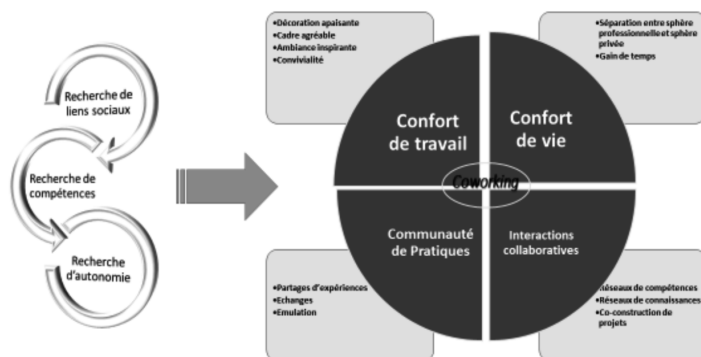 Recherche de
liens sociaux
Recherche de
compétences
Recherche
d'autonomie
•Décoration apaisante
•Cadre agréable
•Ambiance inspirante
•Convivialité
•Séparation entre sphère
professionnelle et sphère
privée
•Gain de temps
Confort
de travail
Confort
de vie
Coworking
Communauté
de Pratiques
Interactions
collaboratives
•Partages d'expériences
•Echanges
•Emulation
Réseaux de compétences
•Réseaux de connaissances
•Co-construction de
projets